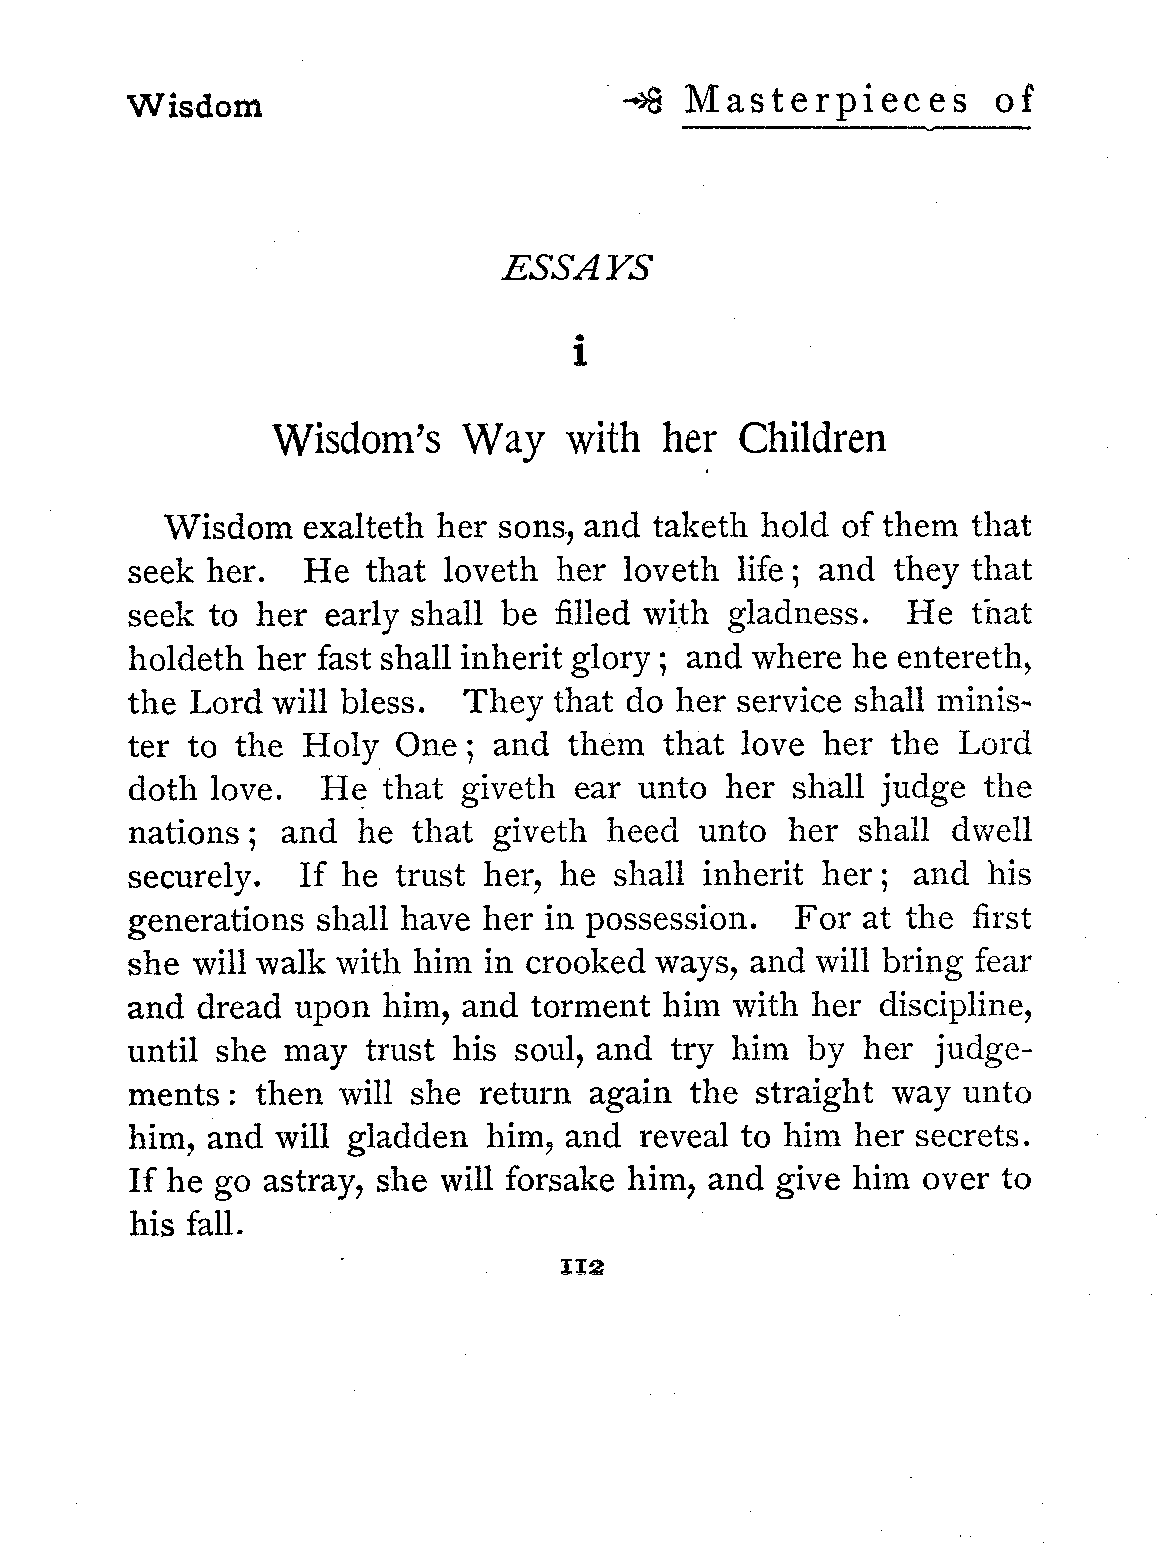 Wisdom
Masterpieces of
ESSAYS
i
Wisdom's Way with her Children
Wisdom exalteth her sons, and taketh hold of them that
seek her. He that loveth her loveth life; and they that
seek to her early shall be filled with gladness. He that
holdeth her fast shall inherit glory; and where he entereth,
the Lord will bless. They that do her service shall minis-
ter to the Holy One; and them that love her the Lord
doth love. He that giveth ear unto her shall judge the
nations; and he that giveth heed unto her shall dwell
securely. If he trust her, he shall inherit her; and his
generations shall have her in possession. For at the first
she will walk with him in crooked ways, and will bring fear
and dread upon him, and torment him with her discipline,
until she may trust his soul, and try him by her judge-
ments: then will she return again the straight way unto
him, and will gladden him, and reveal to him her secrets.
If he go astray, she will forsake him, and give him over to
his fall.
112